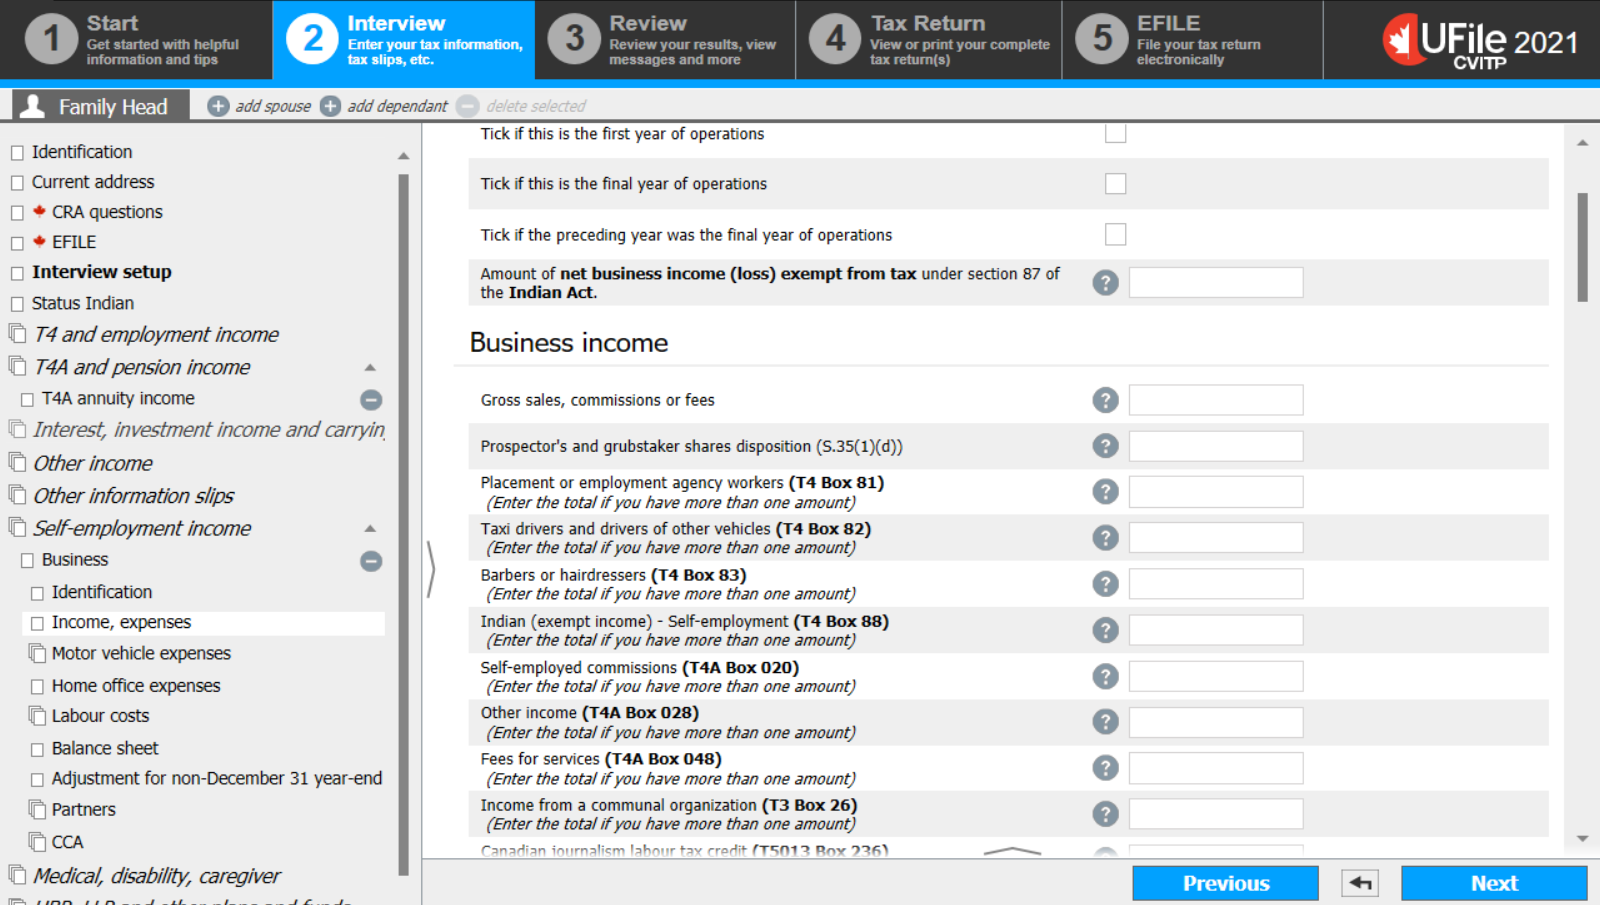 1
Start
Get started with helpful
information and tips
2
Interview
Enter your tax information,
tax slips, etc.
3
Review
Review your results, view
messages and more
4
Tax Return
View or print your complete
tax return(s)
5
EFILE
File your tax return
electronically
UFile 2021
CVITP
Family Head
add spouse
add dependant
delete selected
Identification
Current address
CRA questions
EFILE
Interview setup
Status Indian
T4 and employment income
T4A and pension income
T4A annuity income
Interest, investment income and carryin
Other income
Other information slips
Self-employment income
Business
Identification
Income, expenses
Motor vehicle expenses
Home office expenses
Labour costs
Balance sheet
Adjustment for non-December 31 year-end
Partners
CCA
Medical, disability, caregiver
Tick if this is the first year of operations
Tick if this is the final year of operations
Tick if the preceding year was the final year of operations
Amount of net business income (loss) exempt from tax under section 87 of
the Indian Act.
Business income
Gross sales, commissions or fees
Prospector's and grubstaker shares disposition (S.35(1)(d))
Placement or employment agency workers (T4 Box 81)
(Enter the total if you have more than one amount)
Taxi drivers and drivers of other vehicles (T4 Box 82)
(Enter the total if you have more than one amount)
Barbers or hairdressers (T4 Box 83)
(Enter the total if you have more than one amount)
Indian (exempt income) - Self-employment (T4 Box 88)
(Enter the total if you have more than one amount)
Self-employed commissions (T4A Box 020)
(Enter the total if you have more than one amount)
Other income (T4A Box 028)
(Enter the total if you have more than one amount)
Fees for services (T4A Box 048)
(Enter the total if you have more than one amount)
Income from a communal organization (T3 Box 26)
(Enter the total if you have more than one amount)
Canadian journalism labour tax credit (T5013 Box 236)
Previous
Next